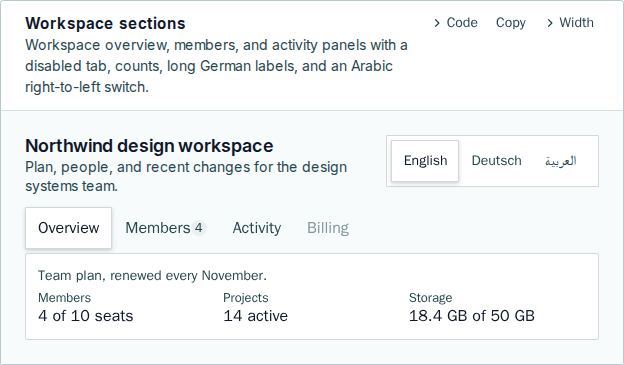 Workspace sections
Code Copy Width
Workspace overview, members, and activity panels with a
disabled tab, counts, long German labels, and an Arabic
right-to-left switch.
Northwind design workspace
Plan, people, and recent changes for the design
systems team.
English Deutsch العربية
Overview Members 4 Activity Billing
Team plan, renewed every November.
Members Projects Storage
4 of 10 seats 14 active 18.4 GB of 50 GB